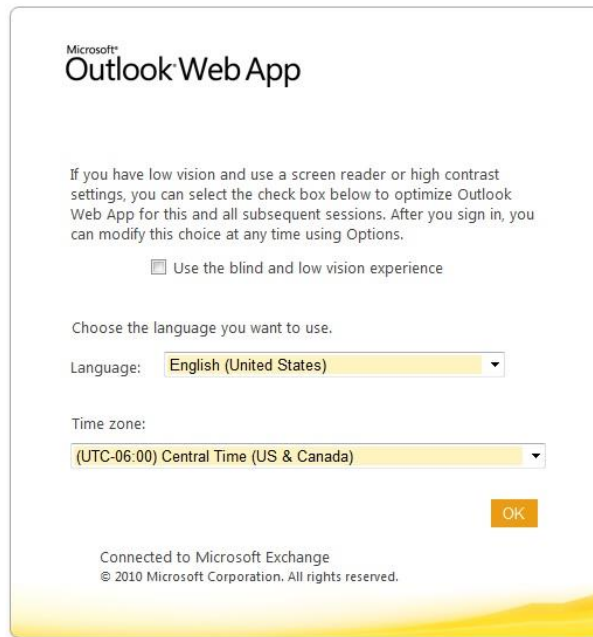 Microsoft®
Outlook Web App
If you have low vision and use a screen reader or high contrast
settings, you can select the check box below to optimize Outlook
Web App for this and all subsequent sessions. After you sign in, you
can modify this choice at any time using Options.
Use the blind and low vision experience
Choose the language you want to use.
Language: English (United States)
Time zone:
(UTC-06:00) Central Time (US & Canada)
OK
Connected to Microsoft Exchange
© 2010 Microsoft Corporation. All rights reserved.